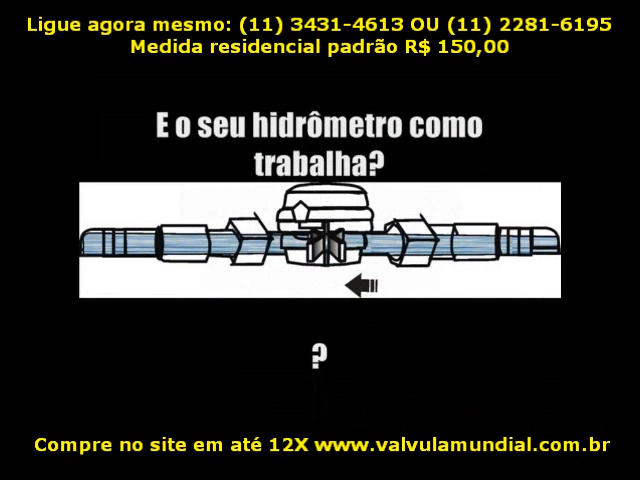 Ligue agora mesmo: (11) 3431-4613 OU (11) 2281-6195
Medida residencial padrão R$ 150,00
E o seu hidrômetro como
trabalha?
?
Compre no site em até 12X www.valvulamundial.com.br